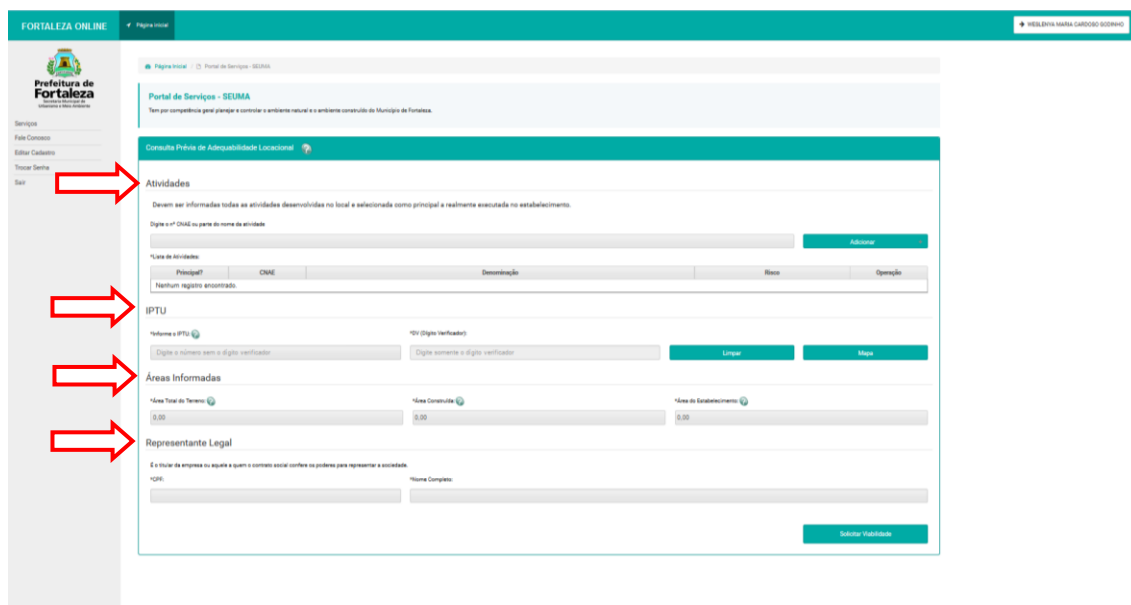 FORTALEZA ONLINE
Página Inicial
WESLENYA MARIA CARDOSO GODINHO
Prefeitura de
Fortaleza
Secretaria Municipal de
Urbanismo e Meio Ambiente
Serviços
Fale Conosco
Editar Cadastro
Trocar Senha
Sair
Página Inicial / Portal de Serviços - SEUMA
Portal de Serviços - SEUMA
Tem por competência geral planejar e controlar o ambiente natural e o ambiente construído do Município de Fortaleza.
Consulta Prévia de Adequabilidade Locacional
Atividades
Devem ser informadas todas as atividades desenvolvidas no local e selecionada como principal a realmente executada no estabelecimento.
Digite o nº CNAE ou parte do nome da atividade
Adicionar
*Lista de Atividades:
Principal? CNAE Denominação Risco Operação
Nenhum registro encontrado.
IPTU
*Informe o IPTU: *DV (Dígito Verificador):
Digite o número sem o dígito verificador Digite somente o dígito verificador Limpar Mapa
Áreas Informadas
*Área Total do Terreno: *Área Construída: *Área do Estabelecimento:
0,00 0,00 0,00
Representante Legal
É o titular da empresa ou aquele a quem o contrato social confere os poderes para representar a sociedade.
*CPF: *Nome Completo:
Solicitar Viabilidade